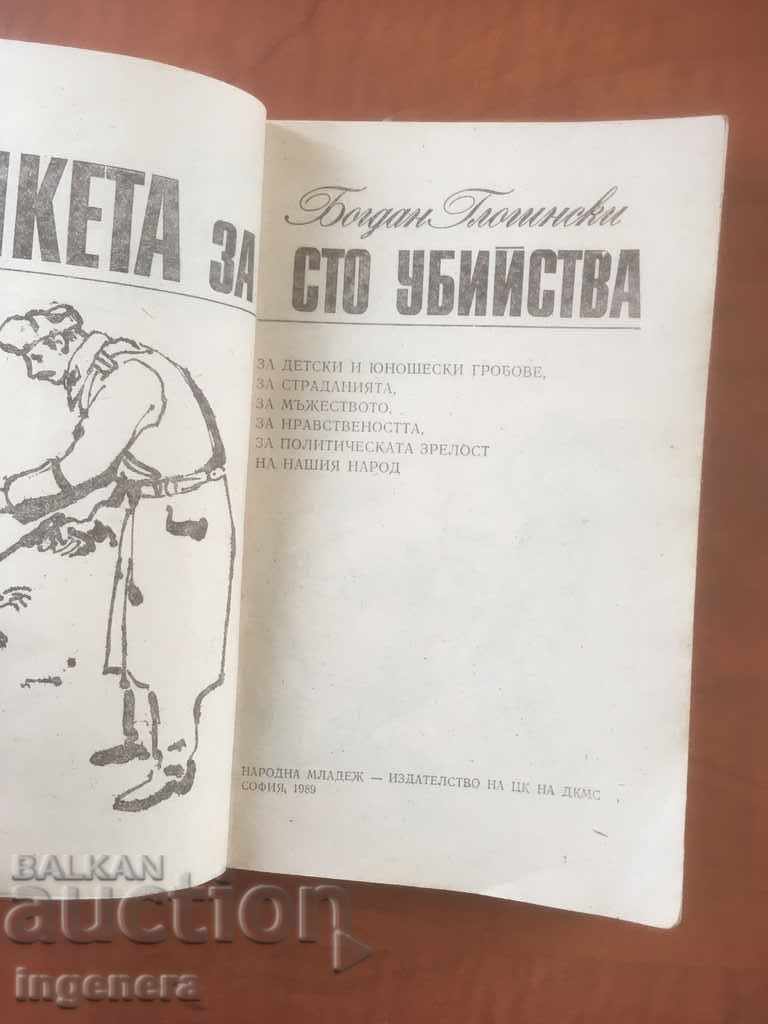 НКЕТА ЗА
Богдан Глогински
СТО УБИЙСТВА
ЗА ДЕТСКИ И ЮНОШЕСКИ ГРОБОВЕ,
ЗА СТРАДАНИЯТА,
ЗА МЪЖЕСТВОТО,
ЗА НРАВСТВЕНОСТТА,
ЗА ПОЛИТИЧЕСКАТА ЗРЕЛОСТ
НА НАШИЯ НАРОД
НАРОДНА МЛАДЕЖ — ИЗДАТЕЛСТВО НА ЦК НА ДКМС
СОФИЯ, 1989
BALKAN
auction
ingenera